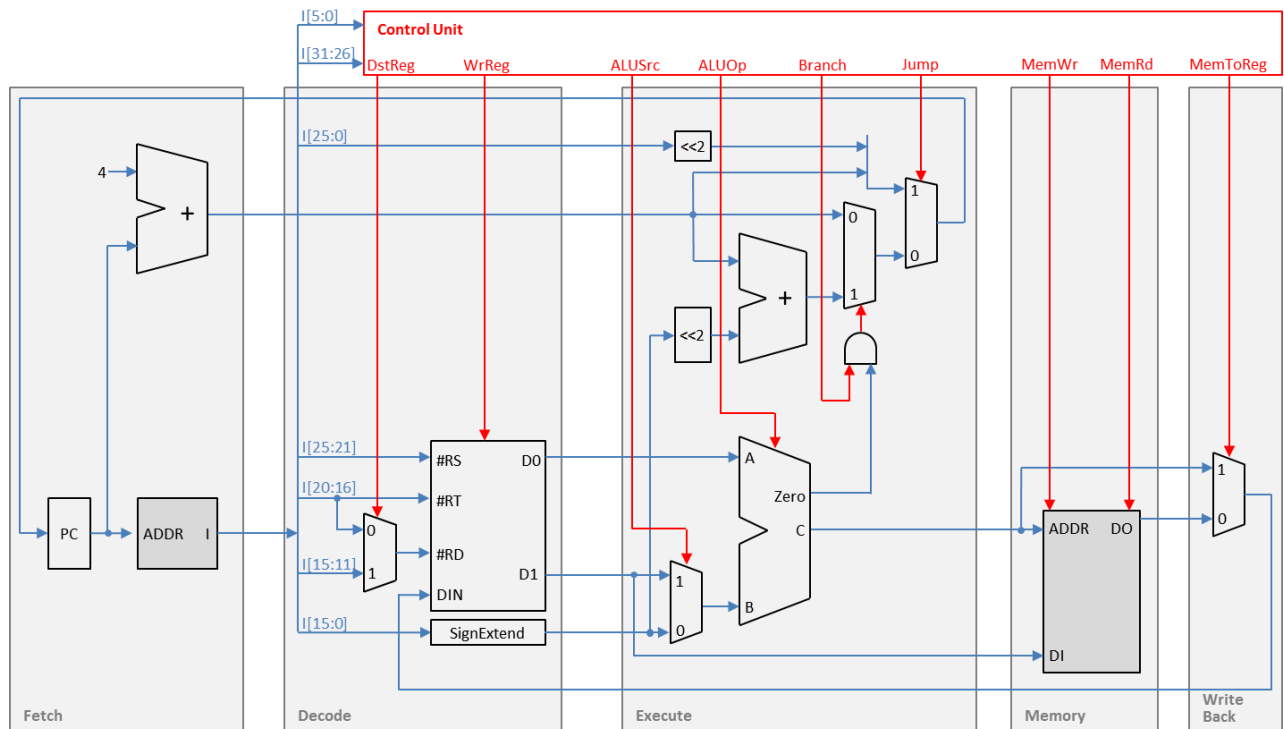 I[5:0]
Control Unit
I[31:26]
DstReg WrReg ALUSrc ALUOp Branch Jump MemWr MemRd MemToReg
I[25:0]
<<2
4
+
1
0
0
+
1
<<2
I[25:21]
#RS D0
A
I[20:16]
#RT
Zero
1
PC
ADDR I
0
#RD
C
ADDR DO
0
I[15:11]
1
D1
1
DIN
B
I[15:0]
SignExtend
0
DI
Fetch
Decode
Execute
Memory
Write
Back